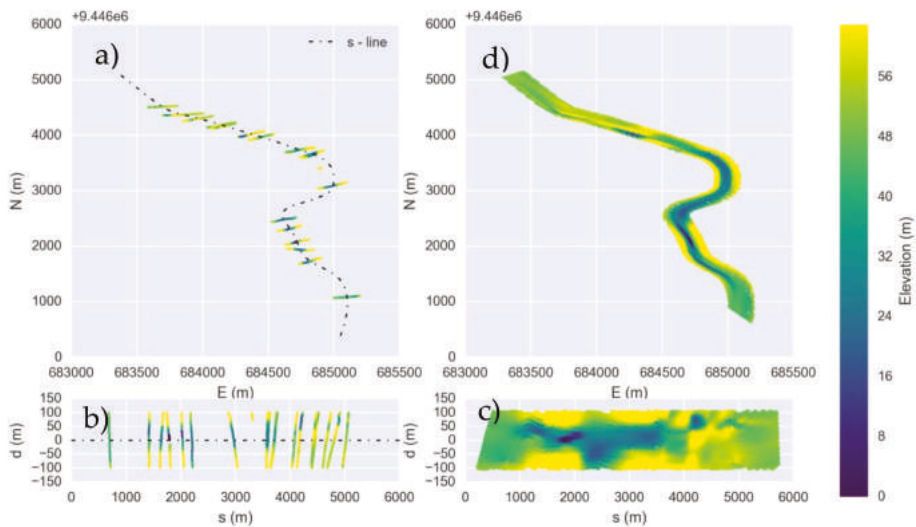 +9.446e6 +9.446e6
6000 6000
a) s - line d)
5000 5000
4000 4000
N (m) N (m)
3000 3000
2000 2000
1000 1000
0 0
683000 683500 684000 684500 685000 685500 683000 683500 684000 684500 685000 685500
E (m) E (m)
56
48
40
32
24
16
8
0
Elevation (m)
150 150
100 b) 100 c)
50 50
d (m) d (m)
0 0
−50 −50
−100 −100
−150 −150
0 1000 2000 3000 4000 5000 6000 0 1000 2000 3000 4000 5000 6000
s (m) s (m)